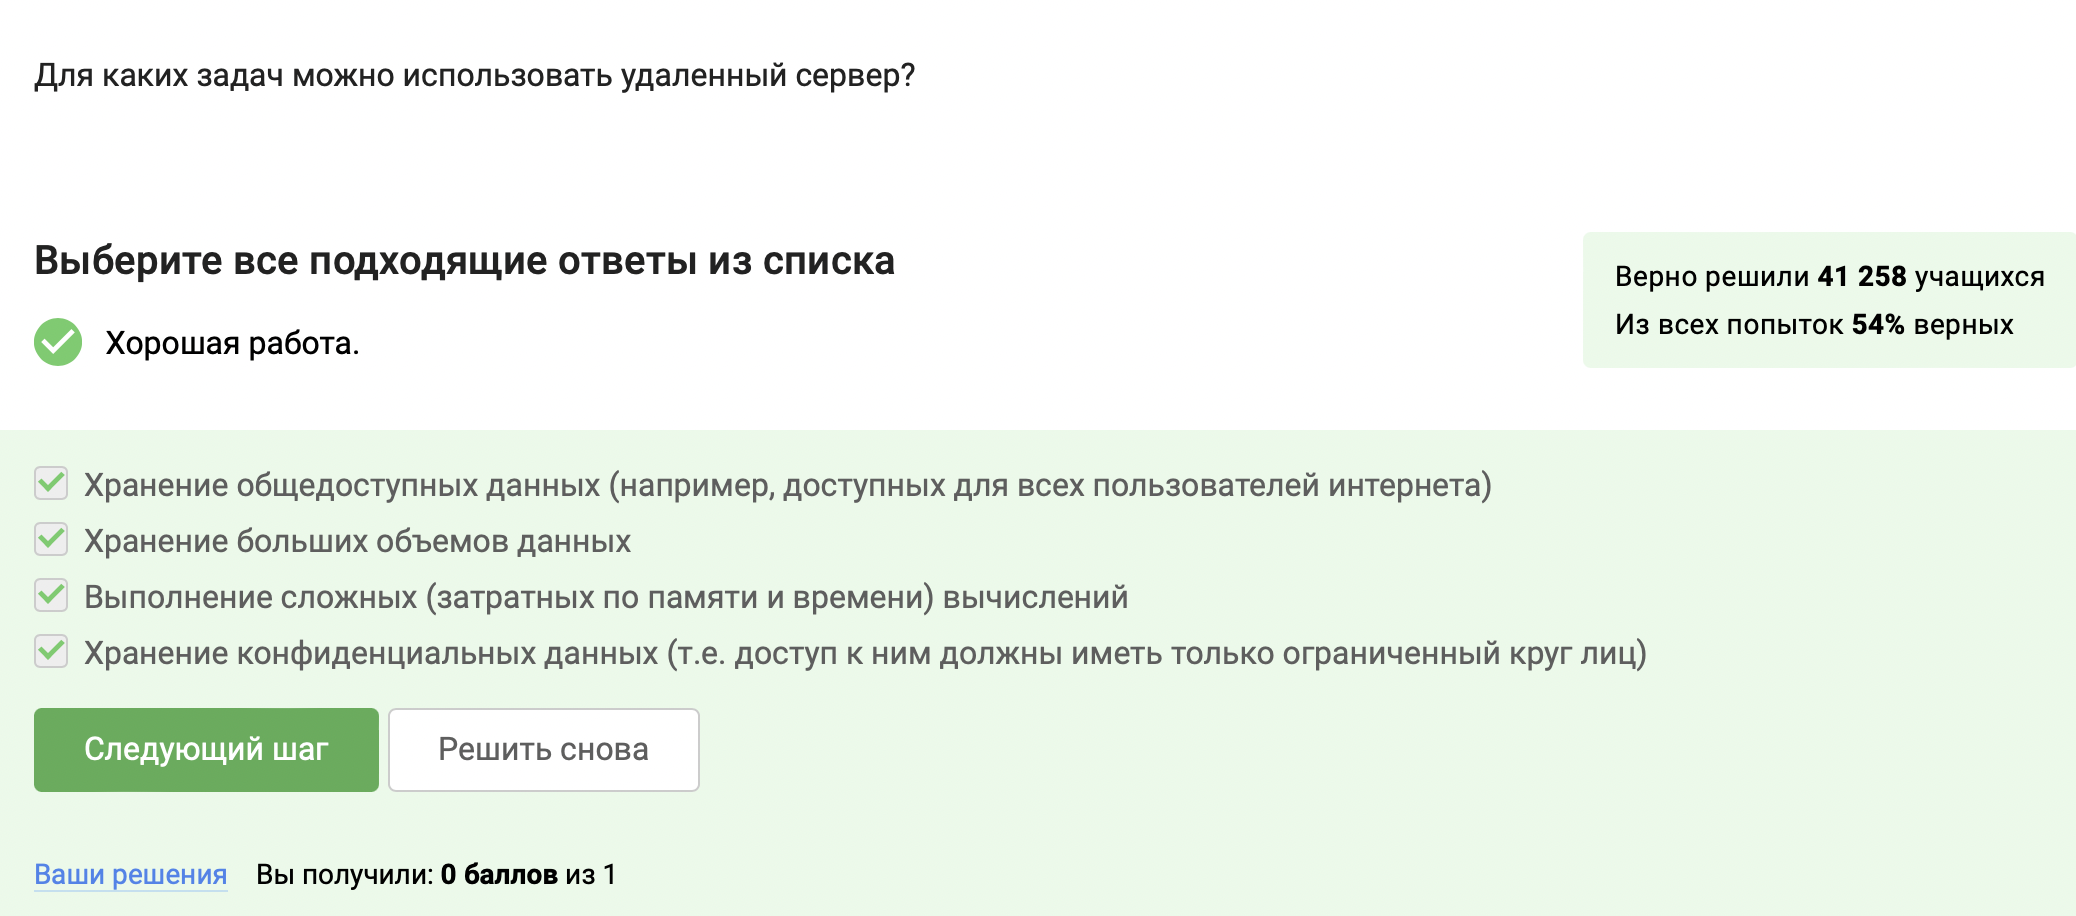 Для каких задач можно использовать удаленный сервер?
Выберите все подходящие ответы из списка
Верно решили 41 258 учащихся
Из всех попыток 54% верных
Хорошая работа.
Хранение общедоступных данных (например, доступных для всех пользователей интернета)
Хранение больших объемов данных
Выполнение сложных (затратных по памяти и времени) вычислений
Хранение конфиденциальных данных (т.е. доступ к ним должны иметь только ограниченный круг лиц)
Следующий шаг
Решить снова
Ваши решения Вы получили: 0 баллов из 1